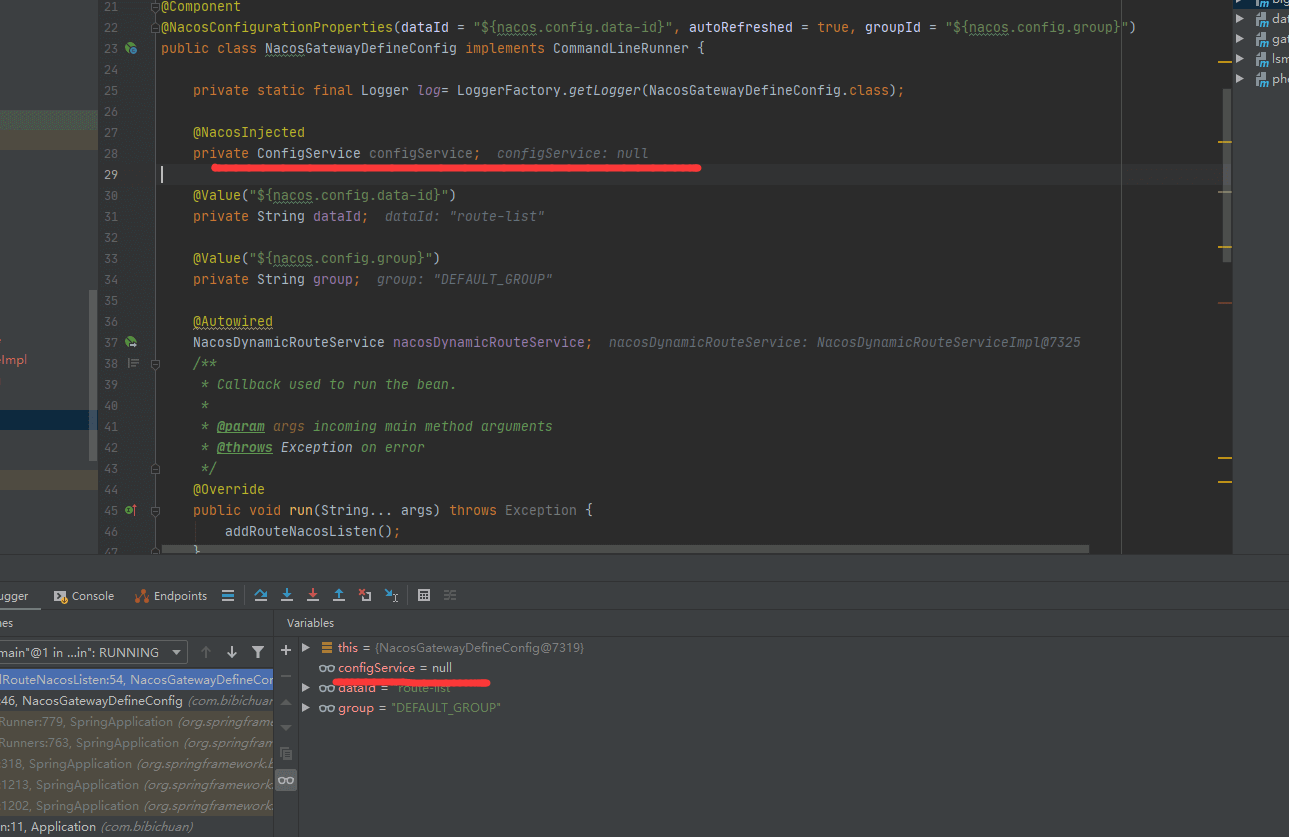 21 @Component
22 @NacosConfigurationProperties(dataId = "${nacos.config.data-id}", autoRefreshed = true, groupId = "${nacos.config.group}")
23 public class NacosGatewayDefineConfig implements CommandLineRunner {
24
25 private static final Logger log= LoggerFactory.getLogger(NacosGatewayDefineConfig.class);
26
27 @NacosInjected
28 private ConfigService configService; configService: null
29
30 @Value("${nacos.config.data-id}")
31 private String dataId; dataId: "route-list"
32
33 @Value("${nacos.config.group}")
34 private String group; group: "DEFAULT_GROUP"
35
36 @Autowired
37 NacosDynamicRouteService nacosDynamicRouteService; nacosDynamicRouteService: NacosDynamicRouteServiceImpl@7325
38 /**
39 * Callback used to run the bean.
40 *
41 * @param args incoming main method arguments
42 * @throws Exception on error
43 */
44 @Override
45 public void run(String... args) throws Exception {
46 addRouteNacosListen();
47 }
Impl
dat
gat
lsm
pho
ugger Console Endpoints
nes
Variables
main"@1 in ...in": RUNNING
dRouteNacosListen:54, NacosGatewayDefineCon
:46, NacosGatewayDefineConfig (com.bibichuan
Runner:779, SpringApplication (org.springframe
Runners:763, SpringApplication (org.springfram
:318, SpringApplication (org.springframework.b
:1213, SpringApplication (org.springframework.
:1202, SpringApplication (org.springframework.
n:11, Application (com.bibichuan)
this = {NacosGatewayDefineConfig@7319}
configService = null
dataId = "route-list"
group = "DEFAULT_GROUP"